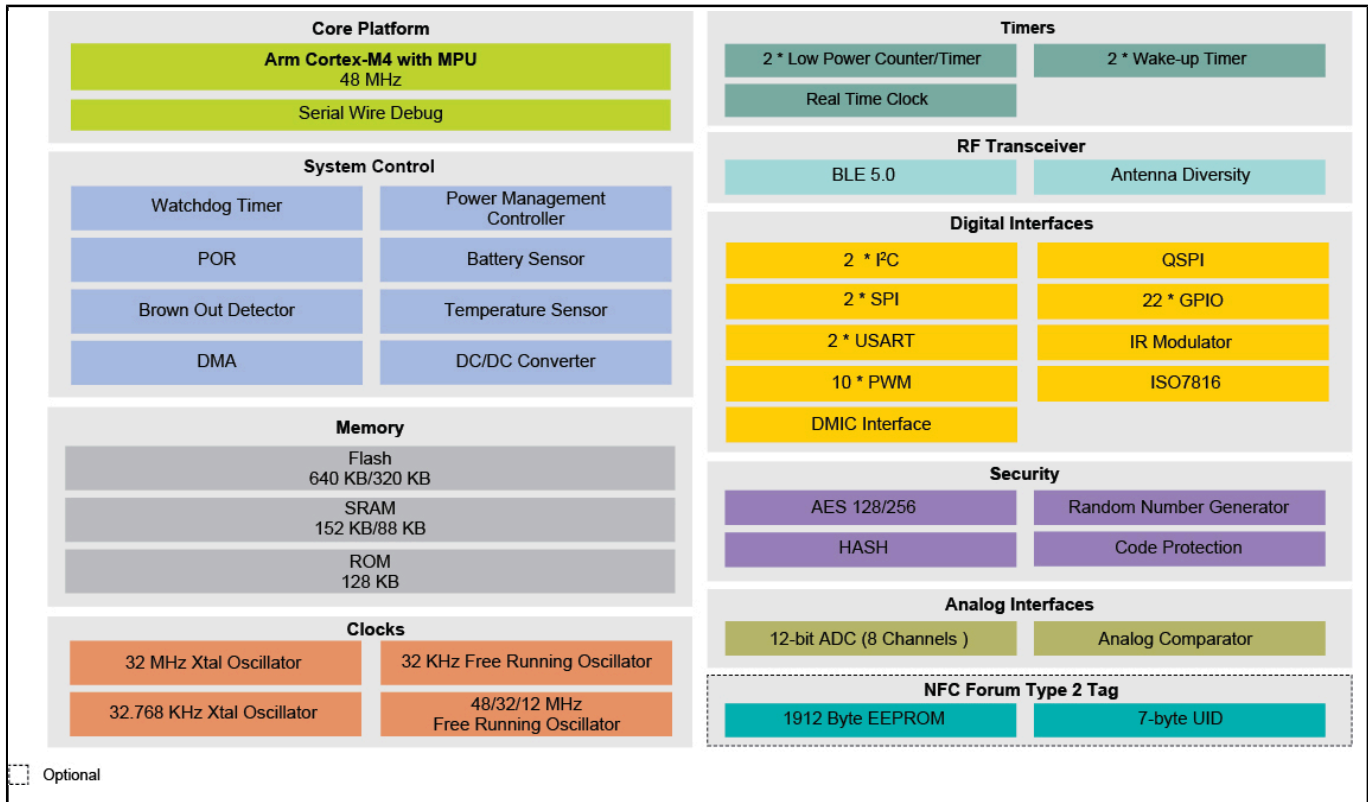 Core Platform
Arm Cortex-M4 with MPU
48 MHz
Serial Wire Debug
System Control
Watchdog Timer
Power Management
Controller
POR
Battery Sensor
Brown Out Detector
Temperature Sensor
DMA
DC/DC Converter
Memory
Flash
640 KB/320 KB
SRAM
152 KB/88 KB
ROM
128 KB
Clocks
32 MHz Xtal Oscillator
32 KHz Free Running Oscillator
32.768 KHz Xtal Oscillator
48/32/12 MHz
Free Running Oscillator
Timers
2 * Low Power Counter/Timer
2 * Wake-up Timer
Real Time Clock
RF Transceiver
BLE 5.0
Antenna Diversity
Digital Interfaces
2 * I²C
QSPI
2 * SPI
22 * GPIO
2 * USART
IR Modulator
10 * PWM
ISO7816
DMIC Interface
Security
AES 128/256
Random Number Generator
HASH
Code Protection
Analog Interfaces
12-bit ADC (8 Channels )
Analog Comparator
NFC Forum Type 2 Tag
1912 Byte EEPROM
7-byte UID
Optional